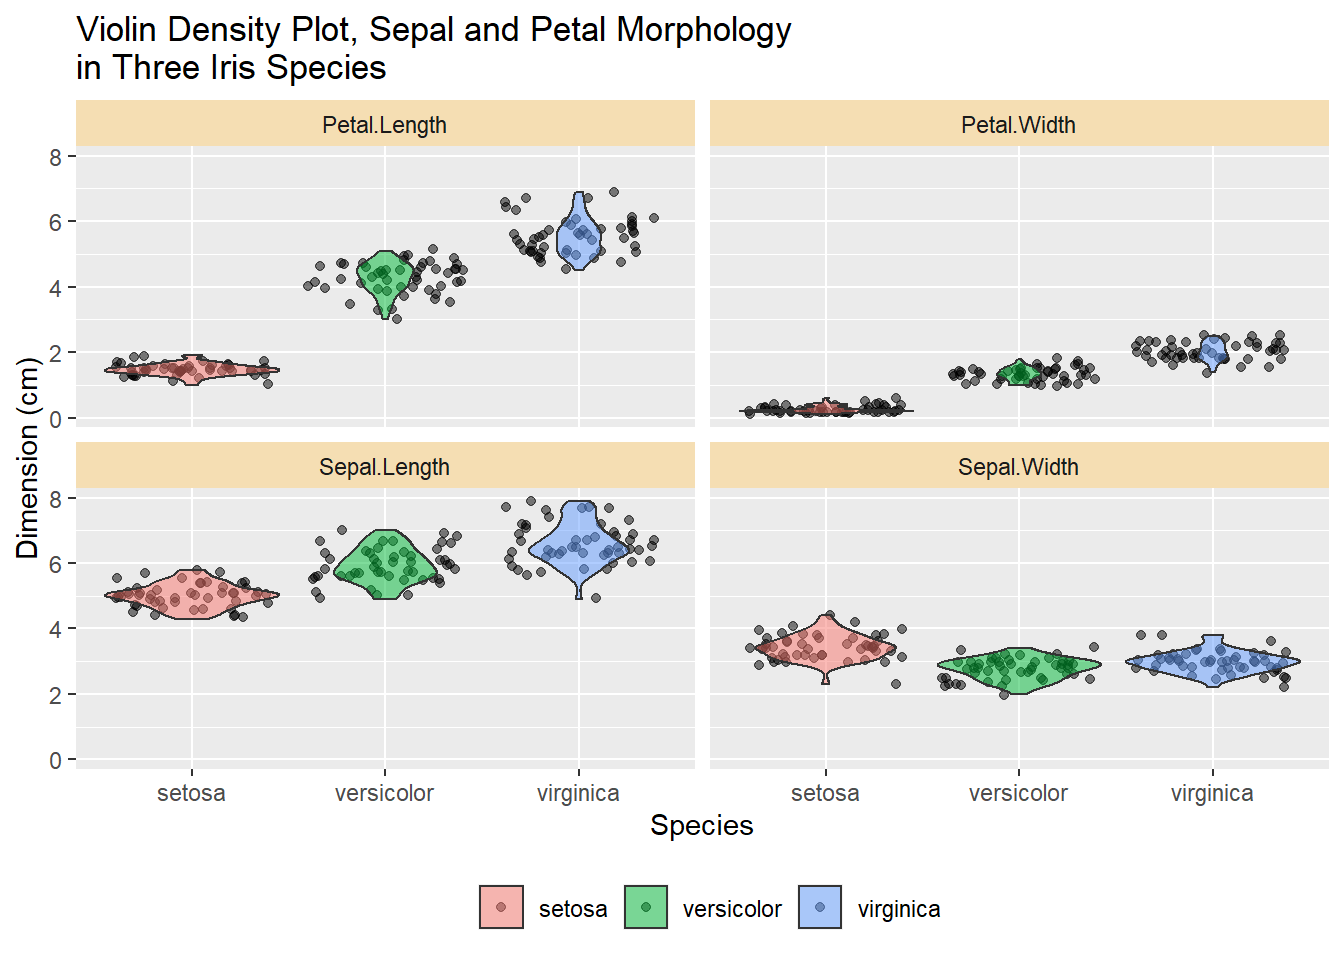 Violin Density Plot, Sepal and Petal Morphology
in Three Iris Species
Petal.Length
Petal.Width
8
6
4
2
0
Dimension (cm)
Sepal.Length
Sepal.Width
8
6
4
2
0
setosa
versicolor
virginica
setosa
versicolor
virginica
Species
setosa
versicolor
virginica